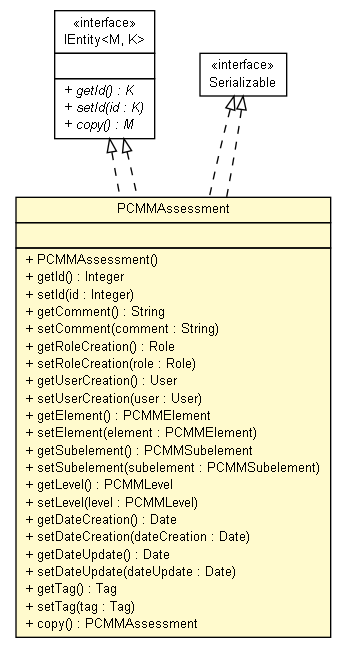 «interface»
IEntity<M, K>
+ getId() : K
+ setId(id : K)
+ copy() : M
«interface»
Serializable
PCMMAssessment
+ PCMMAssessment()
+ getId() : Integer
+ setId(id : Integer)
+ getComment() : String
+ setComment(comment : String)
+ getRoleCreation() : Role
+ setRoleCreation(role : Role)
+ getUserCreation() : User
+ setUserCreation(user : User)
+ getElement() : PCMMElement
+ setElement(element : PCMMElement)
+ getSubelement() : PCMMSubelement
+ setSubelement(subelement : PCMMSubelement)
+ getLevel() : PCMMLevel
+ setLevel(level : PCMMLevel)
+ getDateCreation() : Date
+ setDateCreation(dateCreation : Date)
+ getDateUpdate() : Date
+ setDateUpdate(dateUpdate : Date)
+ getTag() : Tag
+ setTag(tag : Tag)
+ copy() : PCMMAssessment